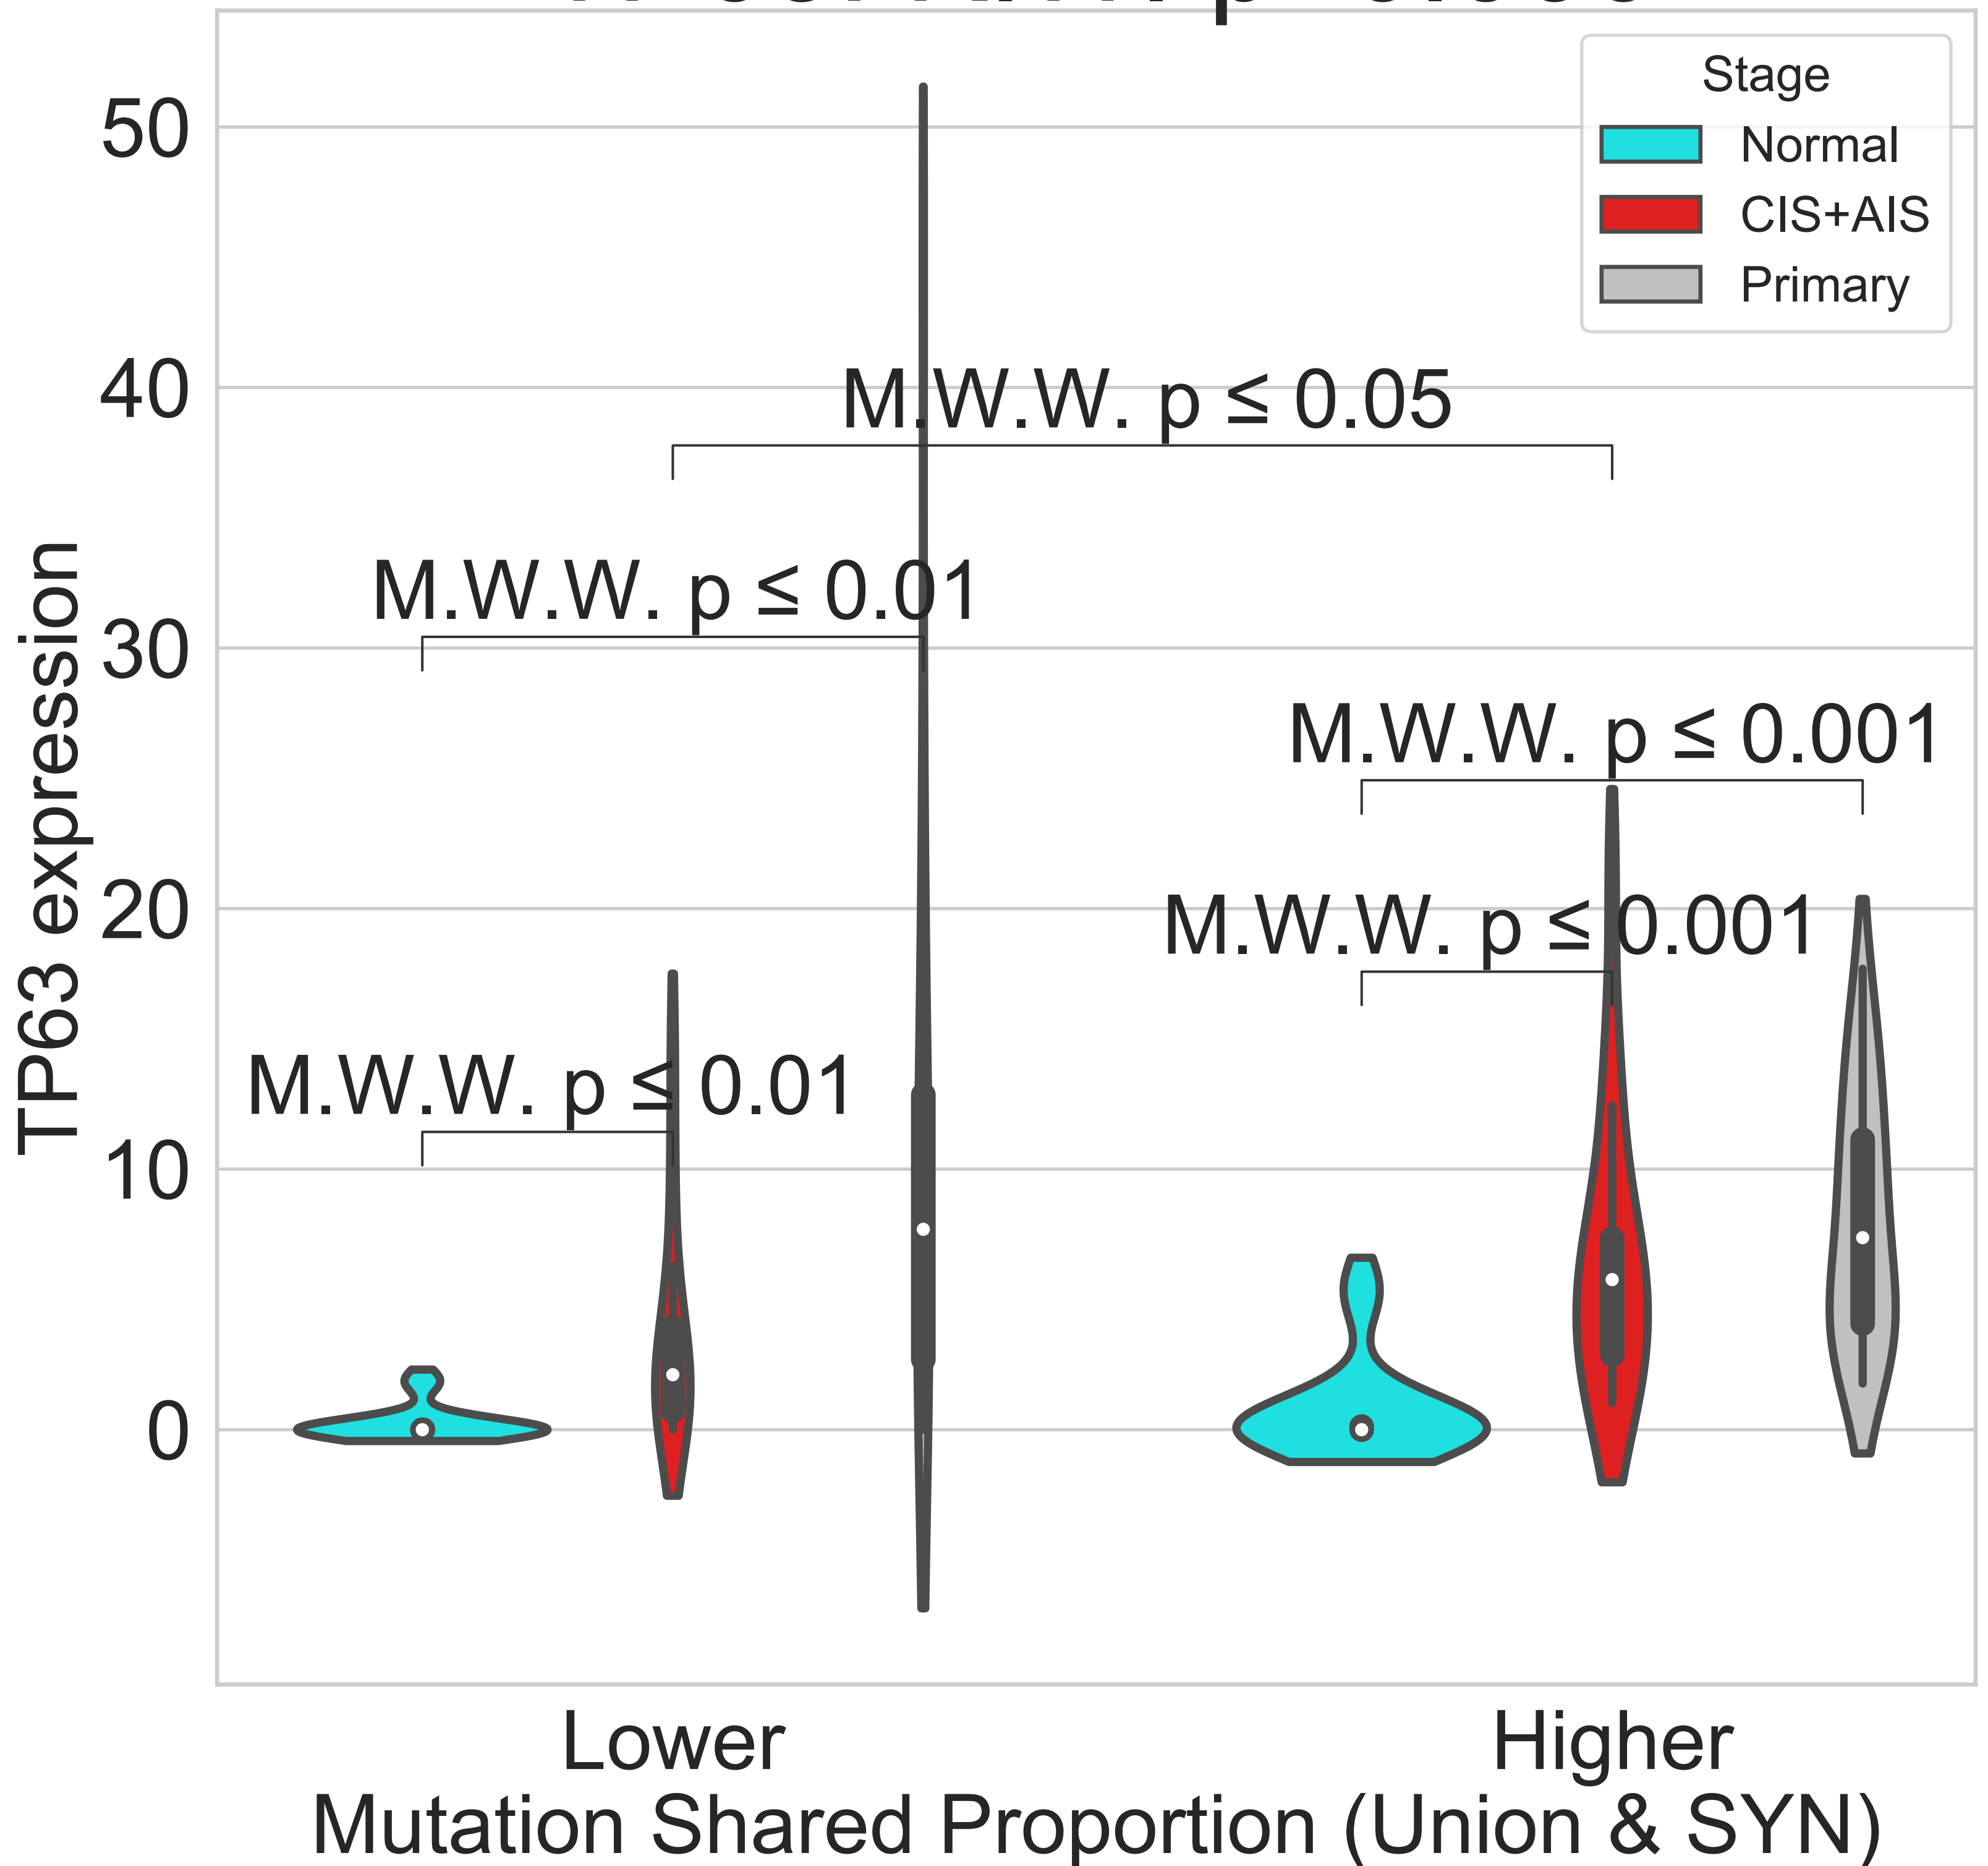 Stage
Normal
CIS+AIS
Primary
50
40
30
20
10
0
TP63 expression
M.W.W. p ≤ 0.05
M.W.W. p ≤ 0.01
M.W.W. p ≤ 0.001
M.W.W. p ≤ 0.001
M.W.W. p ≤ 0.01
Lower
Higher
Mutation Shared Proportion (Union & SYN)